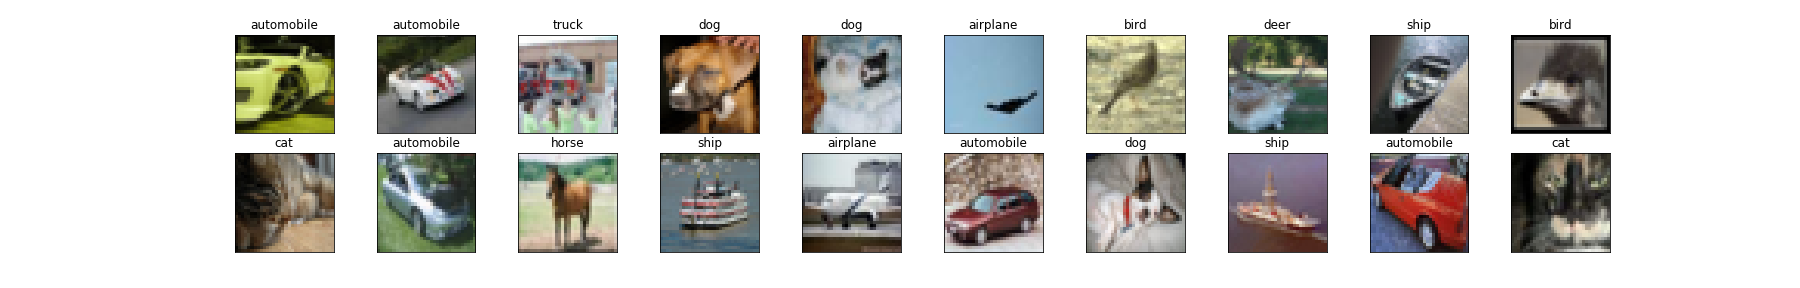 automobile automobile truck dog dog airplane bird deer ship bird
cat automobile horse ship airplane automobile dog ship automobile cat